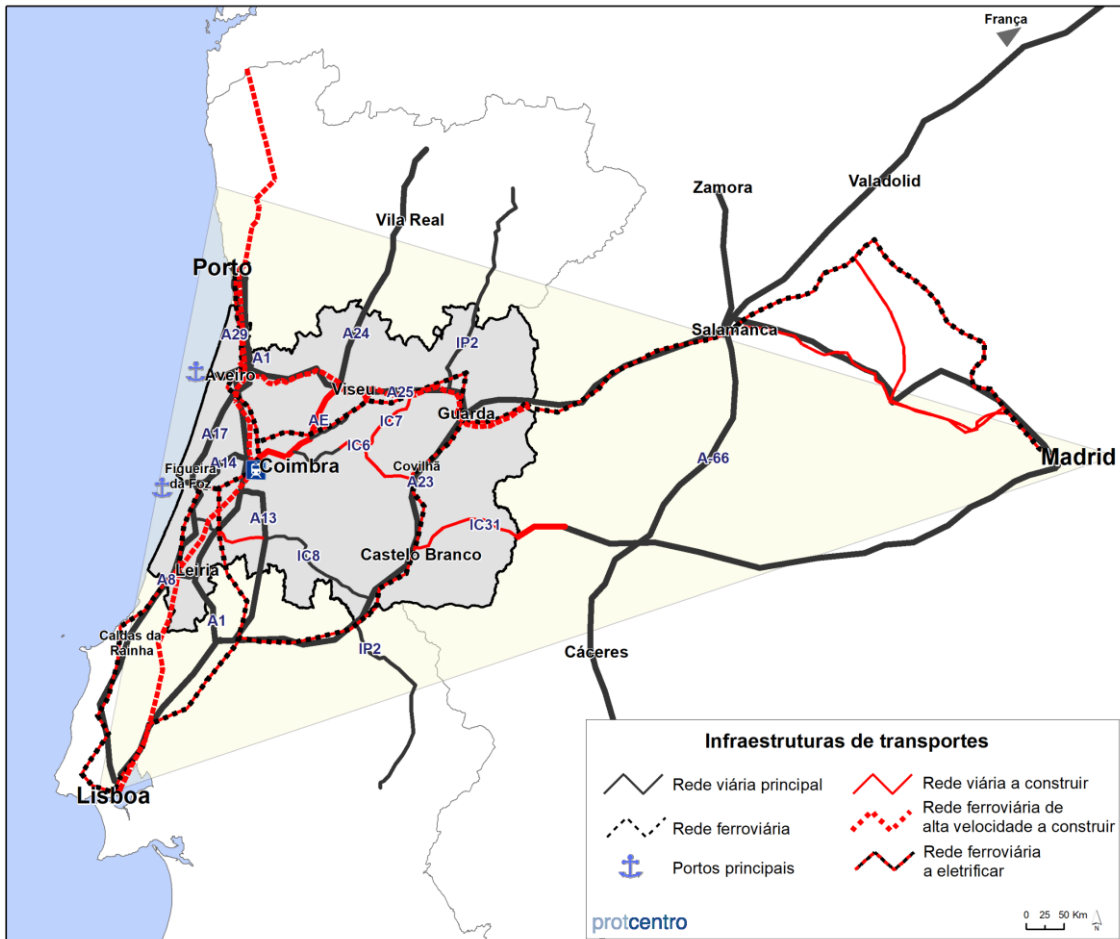 França
Zamora
Valladolid
Vila Real
Porto
A29
A24
Salamanca
A1
IP2
Aveiro
Viseu
A25
Guarda
AE
IC7
A17
IC6
Madrid
A14
Coimbra
Covilhã
A-66
Figueira
da Foz
A23
A13
IC31
IC8
Castelo Branco
A8
Leiria
A1
Caldas da
Rainha
IP2
Cáceres
Lisboa
Infraestruturas de transportes
Rede viária principal
Rede ferroviária
Portos principais
Rede viária a construir
Rede ferroviária de
alta velocidade a construir
Rede ferroviária
a eletrificar
protcentro
0 25 50 Km
N